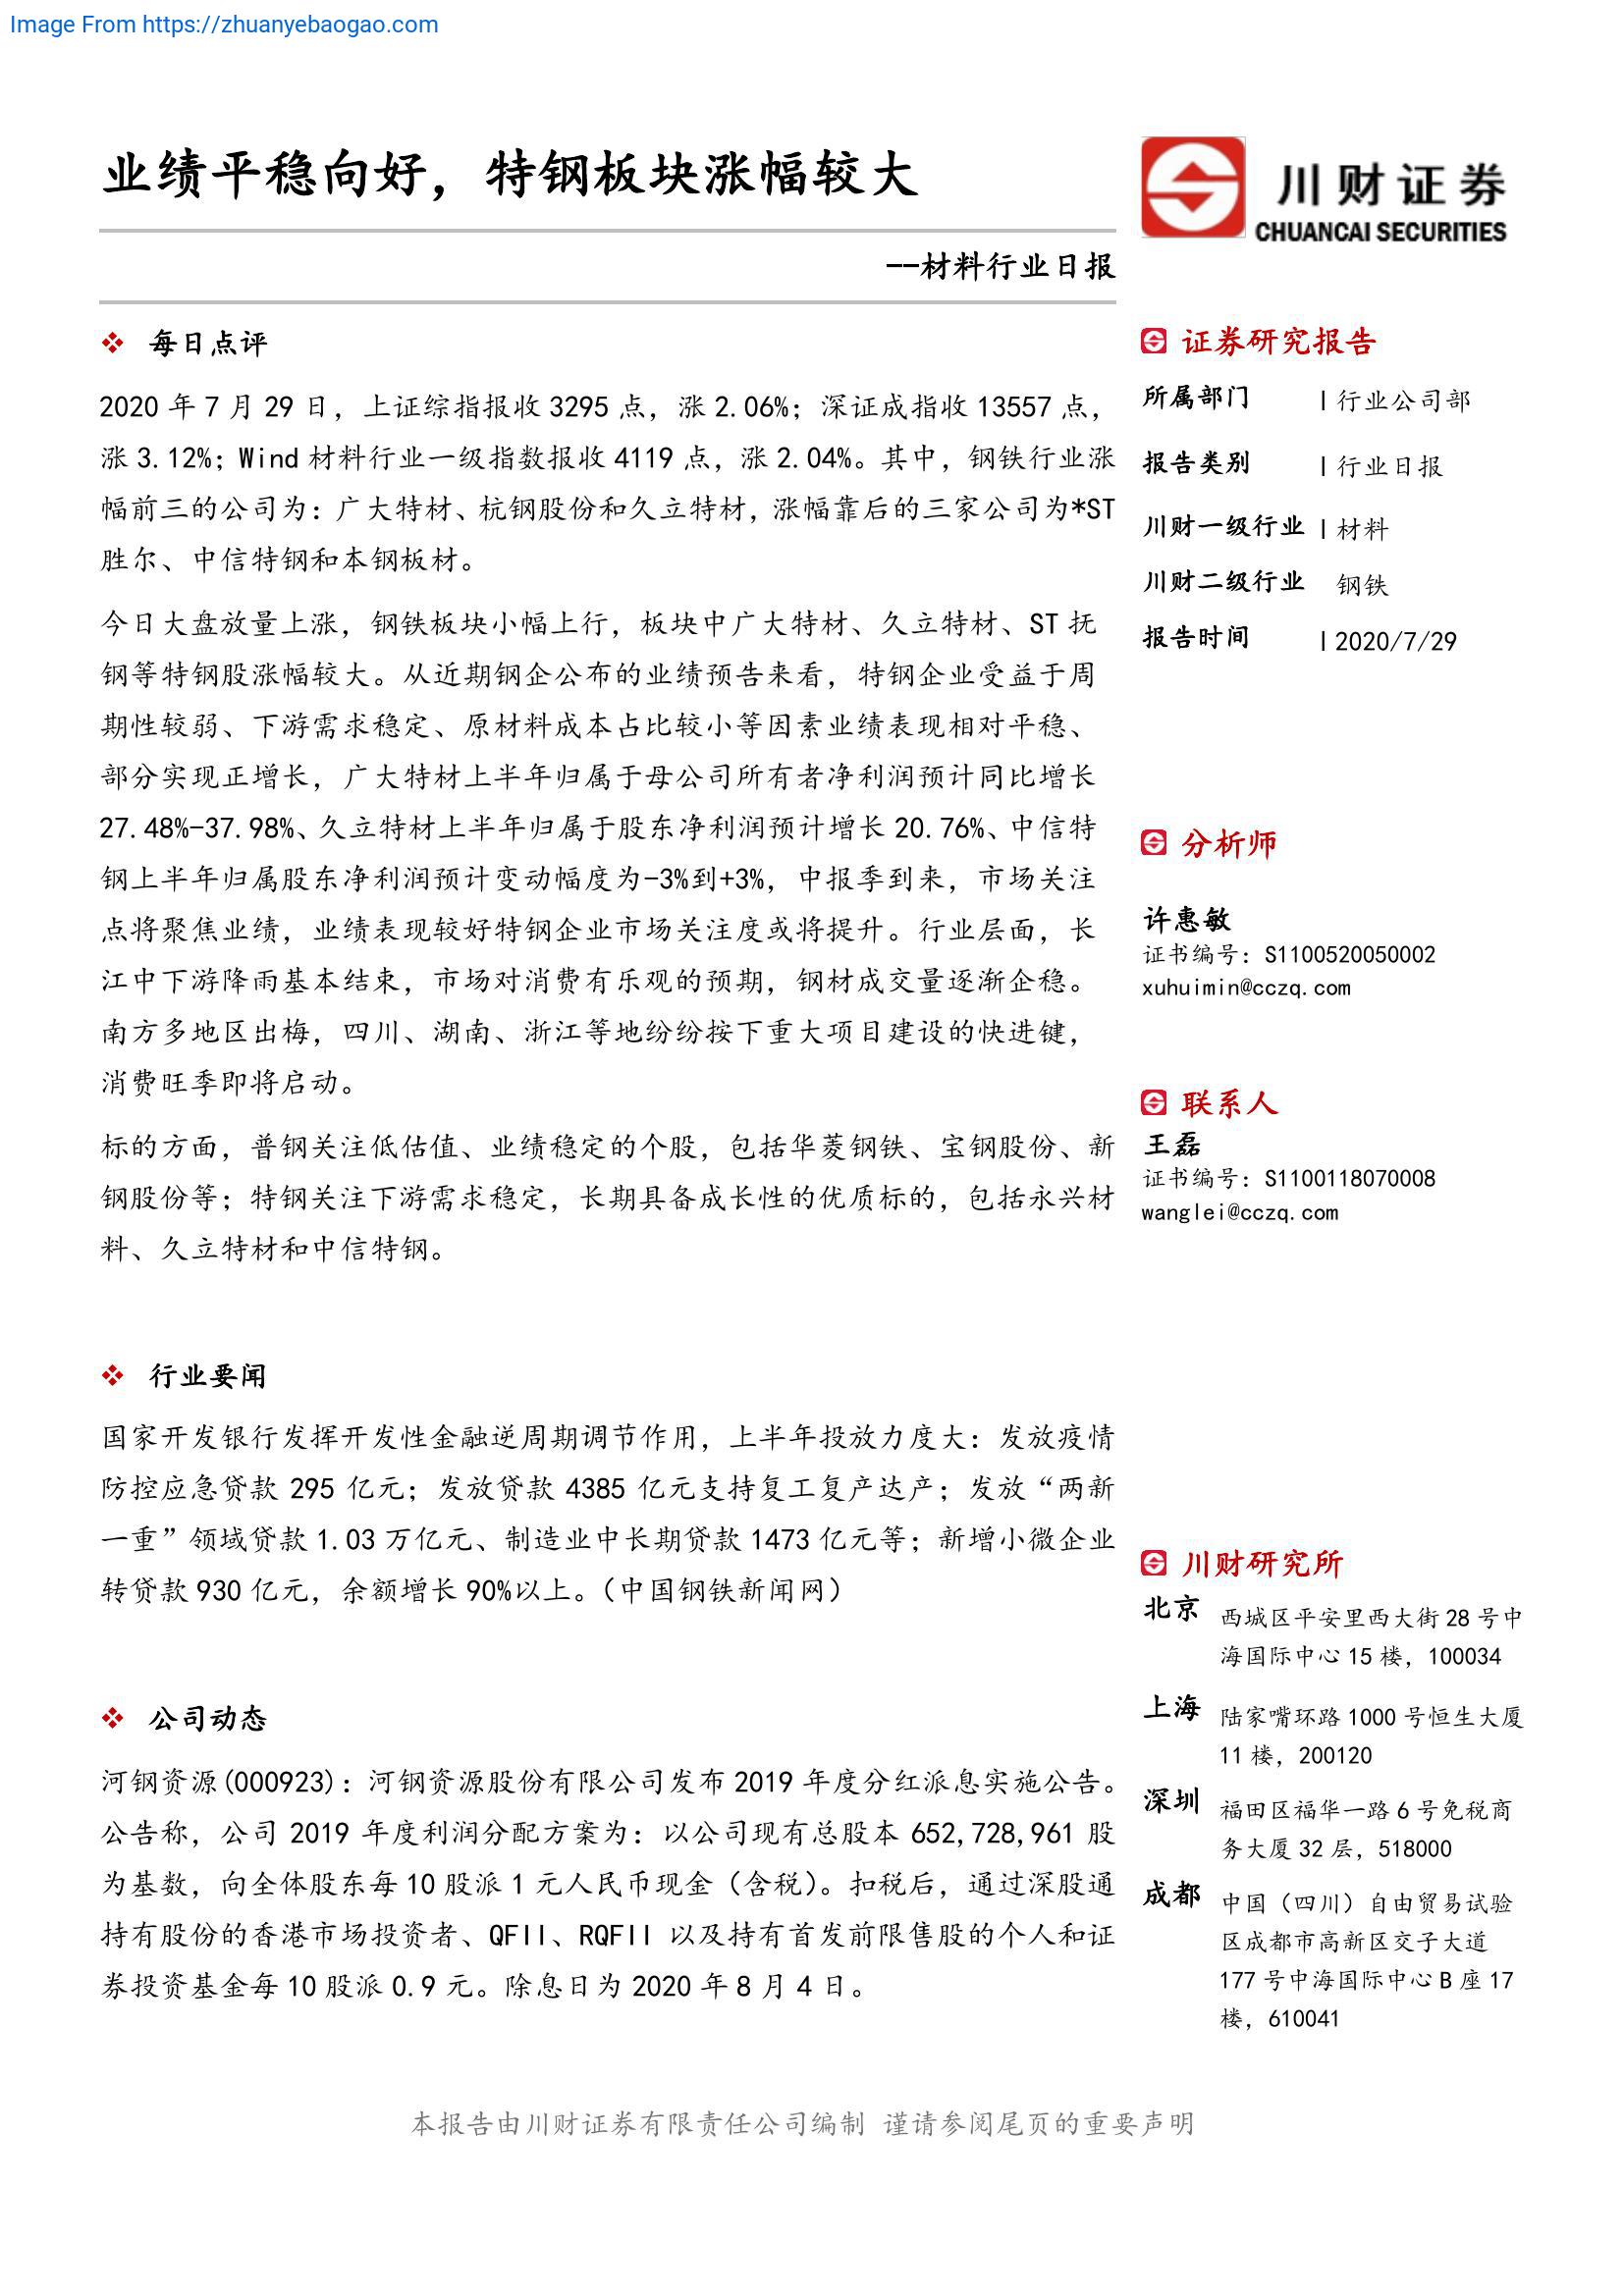 Image From https://zhuanyebaogao.com
业绩平稳向好，特钢板块涨幅较大
川财证券
CHUANCAI SECURITIES
--材料行业日报
每日点评
2020 年 7 月 29 日，上证综指报收 3295 点，涨 2.06%；深证成指收 13557 点，
涨 3.12%；Wind 材料行业一级指数报收 4119 点，涨 2.04%。其中，钢铁行业涨
幅前三的公司为：广大特材、杭钢股份和久立特材，涨幅靠后的三家公司为*ST
胜尔、中信特钢和本钢板材。
今日大盘放量上涨，钢铁板块小幅上行，板块中广大特材、久立特材、ST 抚
钢等特钢股涨幅较大。从近期钢企公布的业绩预告来看，特钢企业受益于周
期性较弱、下游需求稳定、原材料成本占比较小等因素业绩表现相对平稳、
部分实现正增长，广大特材上半年归属于母公司所有者净利润预计同比增长
27.48%-37.98%、久立特材上半年归属于股东净利润预计增长 20.76%、中信特
钢上半年归属股东净利润预计变动幅度为-3%到+3%，中报季到来，市场关注
点将聚焦业绩，业绩表现较好特钢企业市场关注度或将提升。行业层面，长
江中下游降雨基本结束，市场对消费有乐观的预期，钢材成交量逐渐企稳。
南方多地区出梅，四川、湖南、浙江等地纷纷按下重大项目建设的快进键，
消费旺季即将启动。
标的方面，普钢关注低估值、业绩稳定的个股，包括华菱钢铁、宝钢股份、新
钢股份等；特钢关注下游需求稳定，长期具备成长性的优质标的，包括永兴材
料、久立特材和中信特钢。
行业要闻
国家开发银行发挥开发性金融逆周期调节作用，上半年投放力度大：发放疫情
防控应急贷款 295 亿元；发放贷款 4385 亿元支持复工复产达产；发放“两新
一重”领域贷款 1.03 万亿元、制造业中长期贷款 1473 亿元等；新增小微企业
转贷款 930 亿元，余额增长 90%以上。（中国钢铁新闻网）
公司动态
河钢资源(000923)：河钢资源股份有限公司发布 2019 年度分红派息实施公告。
公告称，公司 2019 年度利润分配方案为：以公司现有总股本 652,728,961 股
为基数，向全体股东每 10 股派 1 元人民币现金（含税）。扣税后，通过深股通
持有股份的香港市场投资者、QFII、RQFII 以及持有首发前限售股的个人和证
券投资基金每 10 股派 0.9 元。除息日为 2020 年 8 月 4 日。
证券研究报告
所属部门 | 行业公司部
报告类别 | 行业日报
川财一级行业 | 材料
川财二级行业 钢铁
报告时间 | 2020/7/29
分析师
许惠敏
证书编号：S1100520050002
xuhuimin@cczq.com
联系人
王磊
证书编号：S1100118070008
wanglei@cczq.com
川财研究所
北京 西城区平安里西大街 28 号中
海国际中心 15 楼，100034
上海 陆家嘴环路 1000 号恒生大厦
11 楼，200120
深圳 福田区福华一路 6 号免税商
务大厦 32 层，518000
成都 中国（四川）自由贸易试验
区成都市高新区交子大道
177 号中海国际中心 B 座 17
楼，610041
本报告由川财证券有限责任公司编制 谨请参阅尾页的重要声明